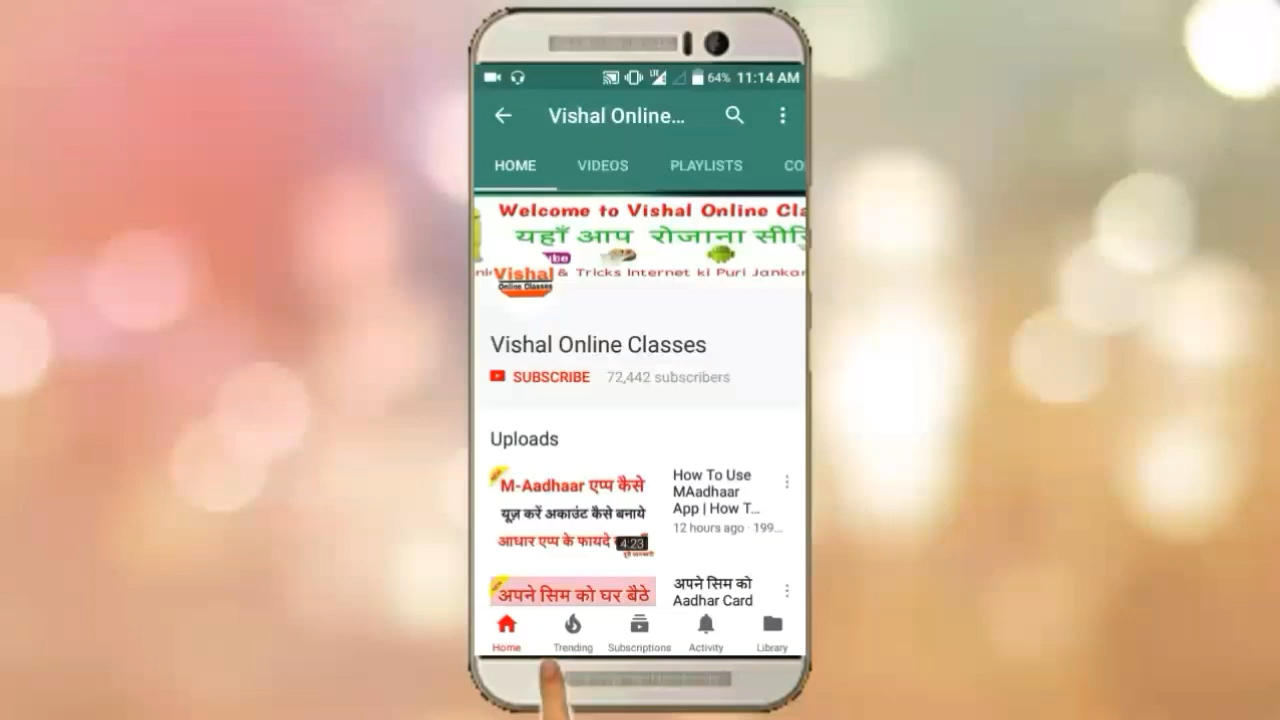 LTE 64% 11:14 AM
Vishal Online...
HOME VIDEOS PLAYLISTS CO
Welcome to Vishal Online Cla
यहाँ आप रोजाना सीरि
ube
Vishal & Tricks Internet ki Puri Jankar
Online Classes
Vishal Online Classes
SUBSCRIBE 72,442 subscribers
Uploads
M-Aadhaar एप्प कैसे
यूज़ करें अकाउंट कैसे बनाये
आधार एप्प के फायदे
4:23
How To Use
MAadhaar
App | How T...
12 hours ago · 199...
अपने सिम को घर बैठे
अपने सिम को
Aadhar Card
Home Trending Subscriptions Activity Library